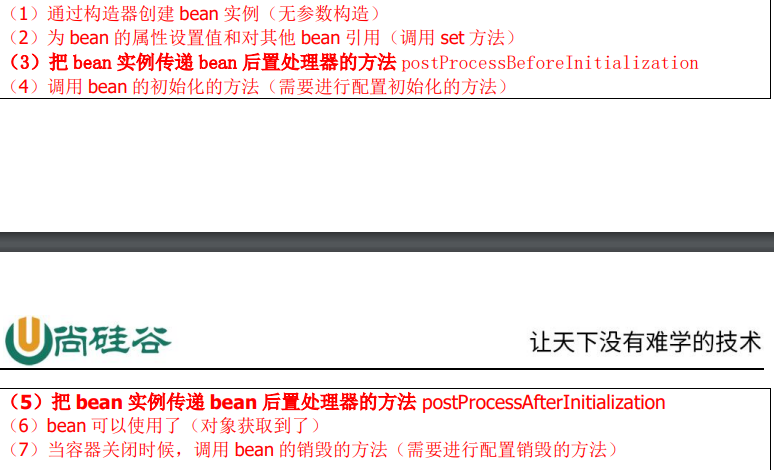 （1）通过构造器创建 bean 实例（无参数构造）
（2）为 bean 的属性设置值和对其他 bean 引用（调用 set 方法）
（3）把 bean 实例传递 bean 后置处理器的方法 postProcessBeforeInitialization
（4）调用 bean 的初始化的方法（需要进行配置初始化的方法）
尚硅谷
让天下没有难学的技术
（5）把 bean 实例传递 bean 后置处理器的方法 postProcessAfterInitialization
（6）bean 可以使用了（对象获取到了）
（7）当容器关闭时候，调用 bean 的销毁的方法（需要进行配置销毁的方法）